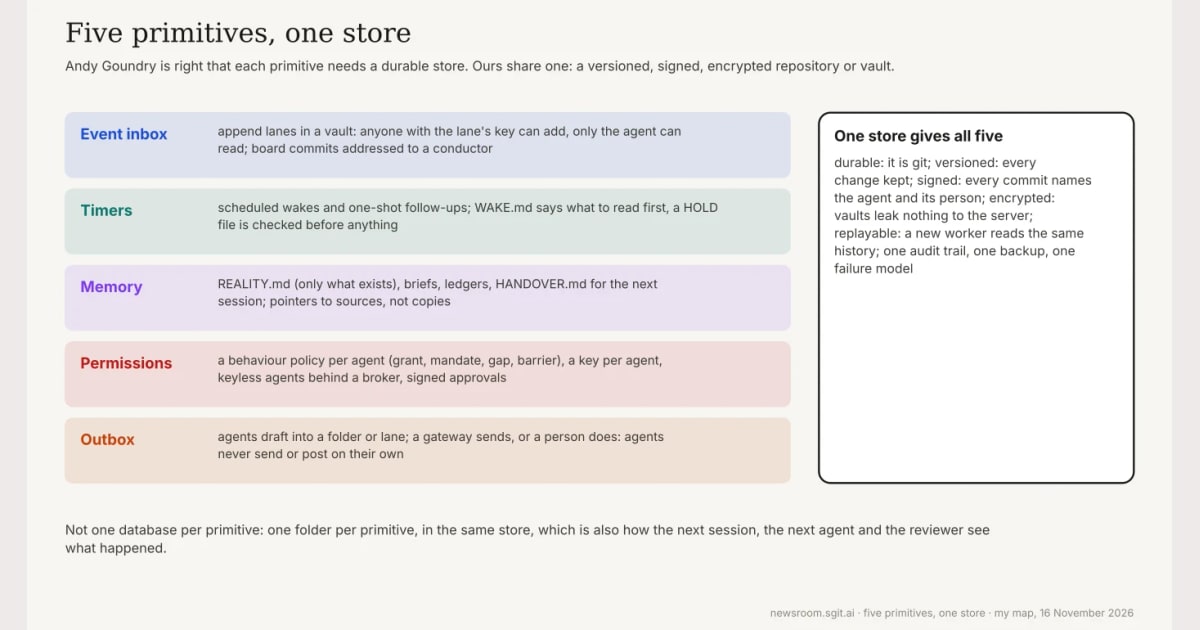 Five primitives, one store
Andy Goundry is right that each primitive needs a durable store. Ours share one: a versioned, signed, encrypted repository or vault.
Event inbox
append lanes in a vault: anyone with the lane's key can add, only the agent can
read; board commits addressed to a conductor
Timers
scheduled wakes and one-shot follow-ups; WAKE.md says what to read first, a HOLD
file is checked before anything
Memory
REALITY.md (only what exists), briefs, ledgers, HANDOVER.md for the next
session; pointers to sources, not copies
Permissions
a behaviour policy per agent (grant, mandate, gap, barrier), a key per agent,
keyless agents behind a broker, signed approvals
Outbox
agents draft into a folder or lane; a gateway sends, or a person does: agents
never send or post on their own
One store gives all five
durable: it is git; versioned: every
change kept; signed: every commit names
the agent and its person; encrypted:
vaults leak nothing to the server;
replayable: a new worker reads the same
history; one audit trail, one backup, one
failure model
Not one database per primitive: one folder per primitive, in the same store, which is also how the next session, the next agent and the reviewer see
what happened.
newsroom.sgit.ai · five primitives, one store · my map, 16 November 2026